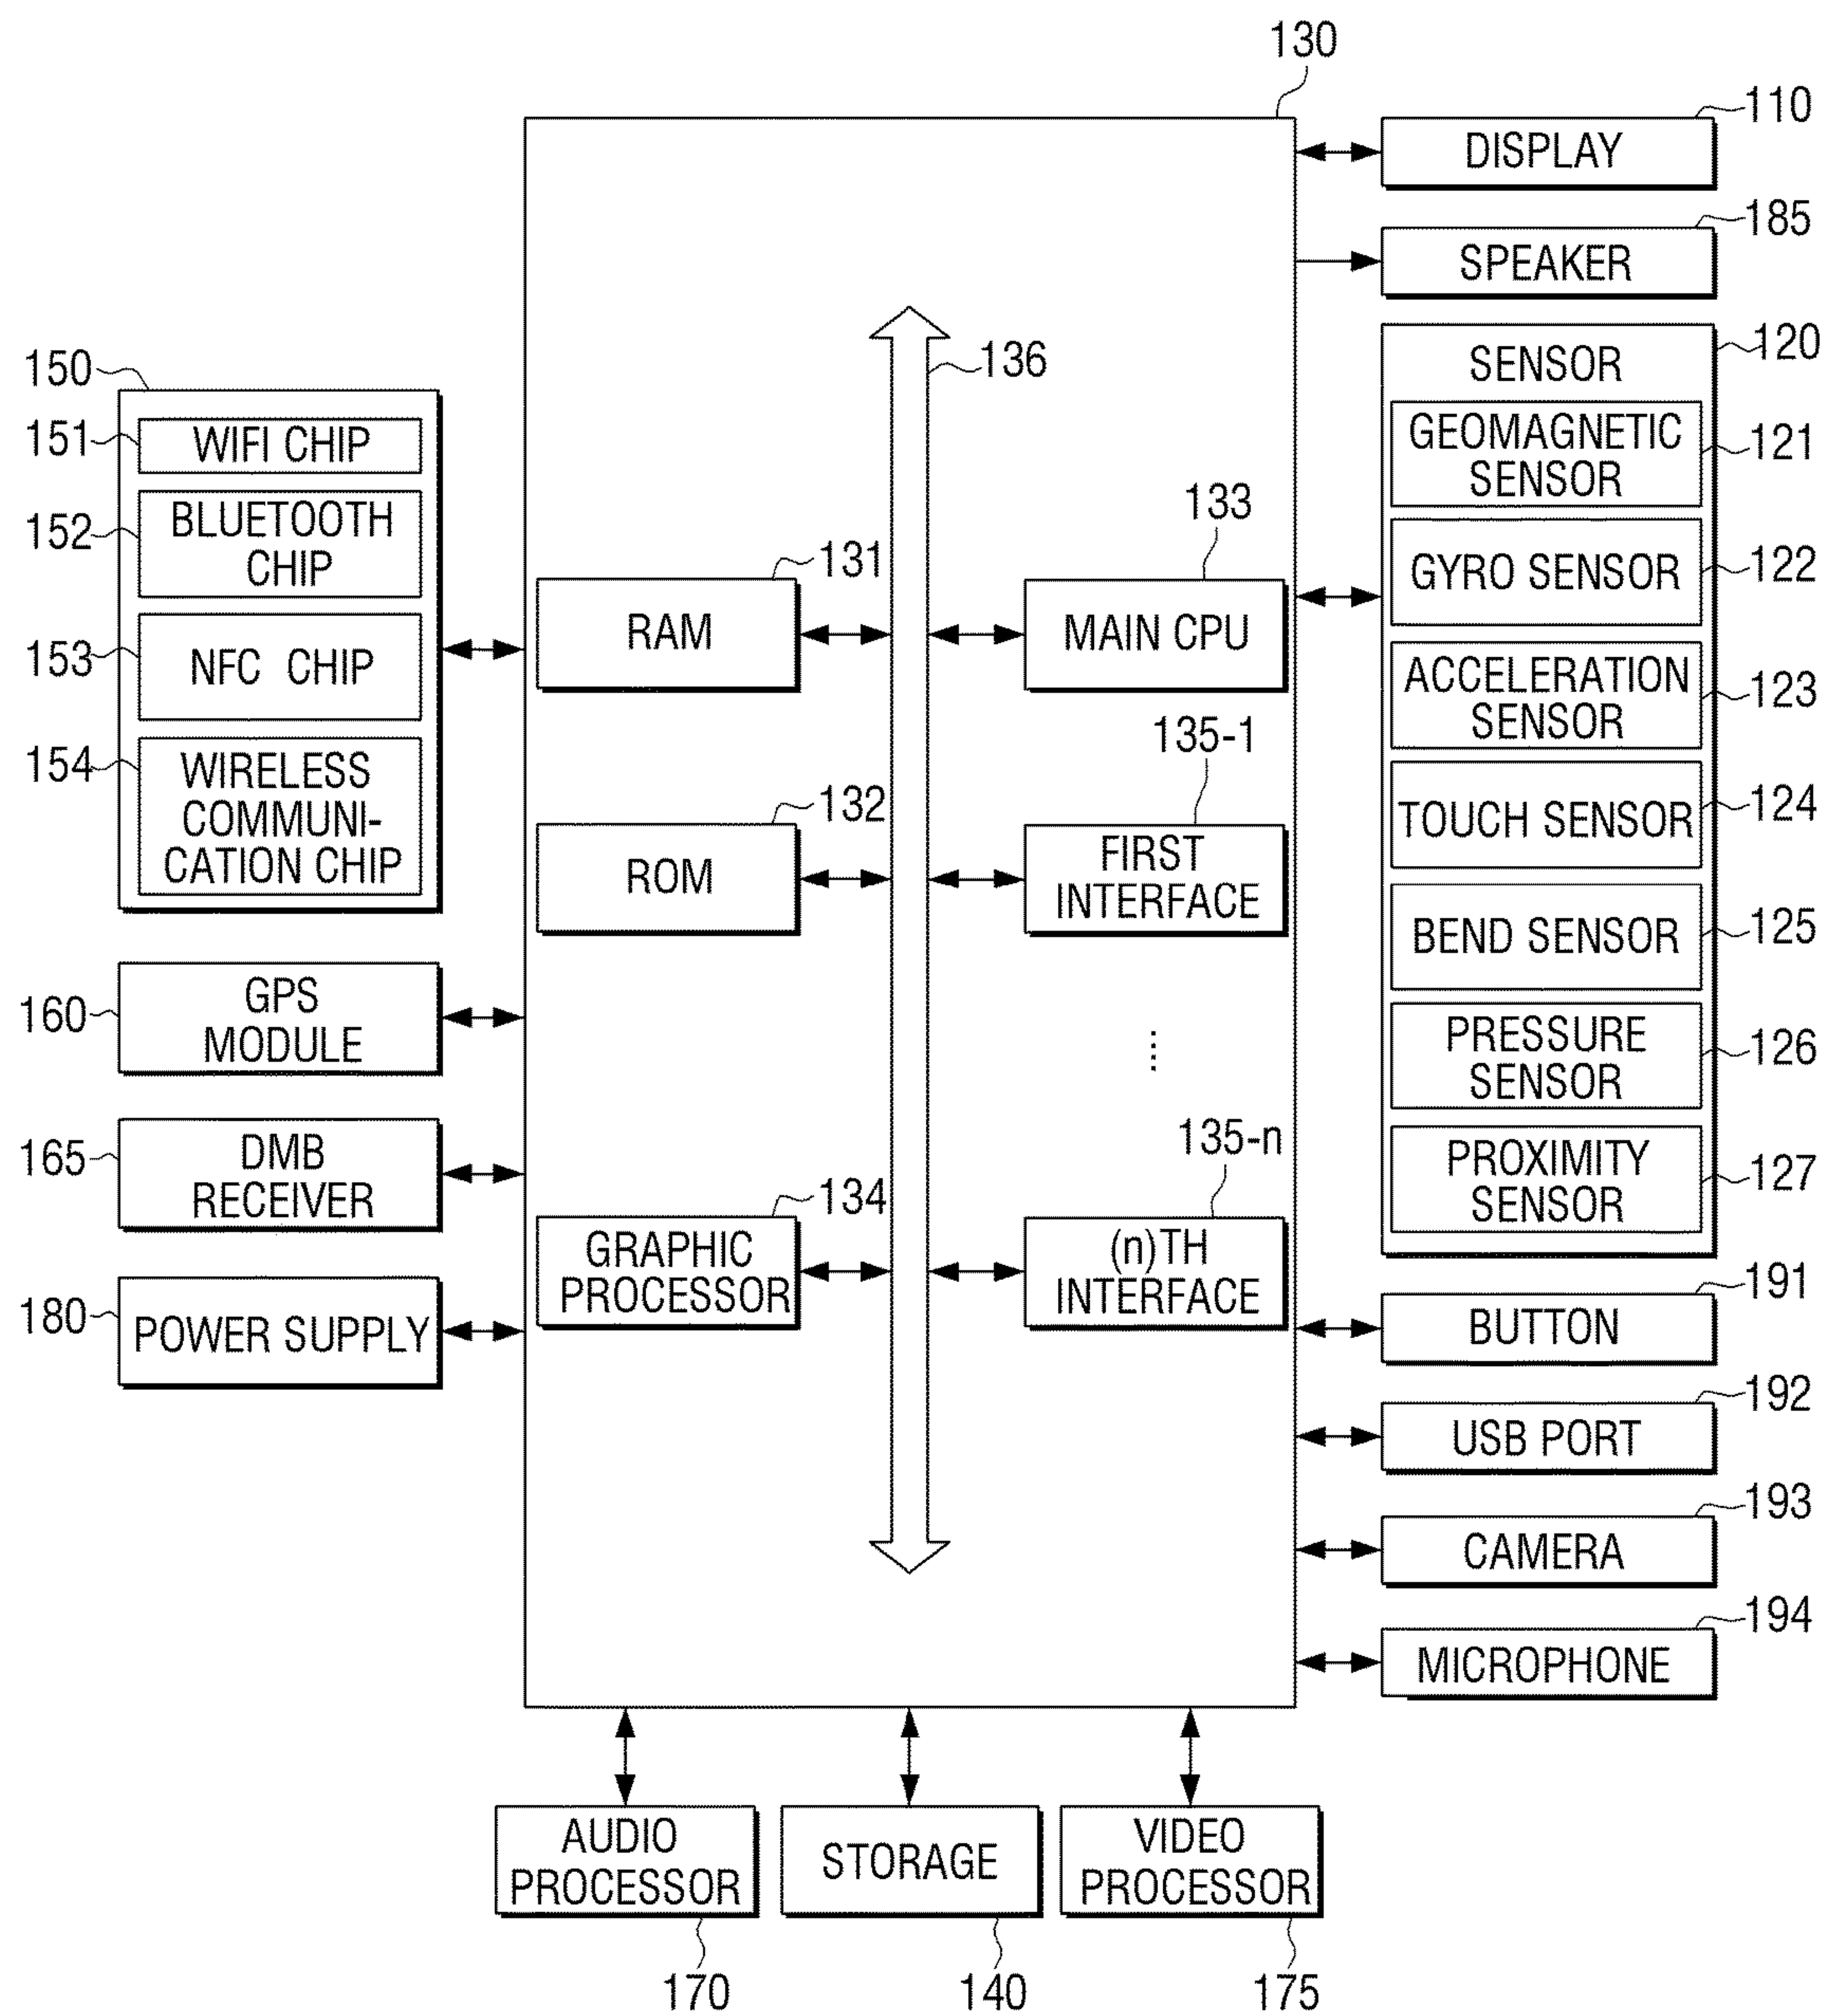 130
110
DISPLAY
185
SPEAKER
120
SENSOR
GEOMAGNETIC
SENSOR
121
GYRO SENSOR
122
ACCELERATION
SENSOR
123
TOUCH SENSOR
124
BEND SENSOR
125
PRESSURE
SENSOR
126
PROXIMITY
SENSOR
127
136
150
151
WIFI CHIP
152
BLUETOOTH
CHIP
153
NFC CHIP
154
WIRELESS
COMMUNI-
CATION CHIP
131
RAM
133
MAIN CPU
132
ROM
135-1
FIRST
INTERFACE
....
160
GPS
MODULE
165
DMB
RECEIVER
180
POWER SUPPLY
134
GRAPHIC
PROCESSOR
135-n
(n)TH
INTERFACE
191
BUTTON
192
USB PORT
193
CAMERA
194
MICROPHONE
AUDIO
PROCESSOR
170
STORAGE
140
VIDEO
PROCESSOR
175